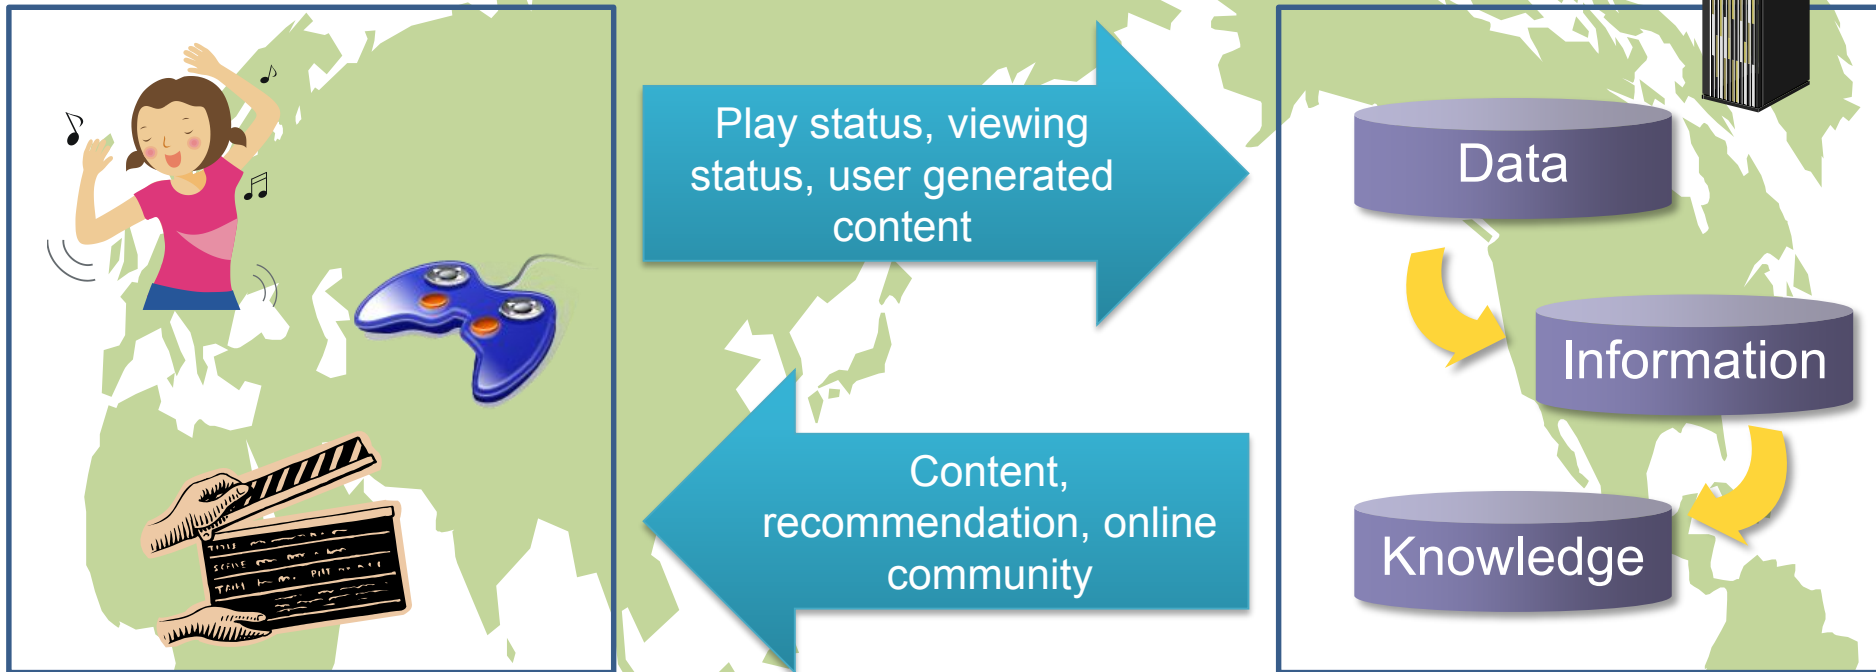 Play status, viewing
status, user generated
content
Data
Information
Content,
recommendation, online
community
Knowledge